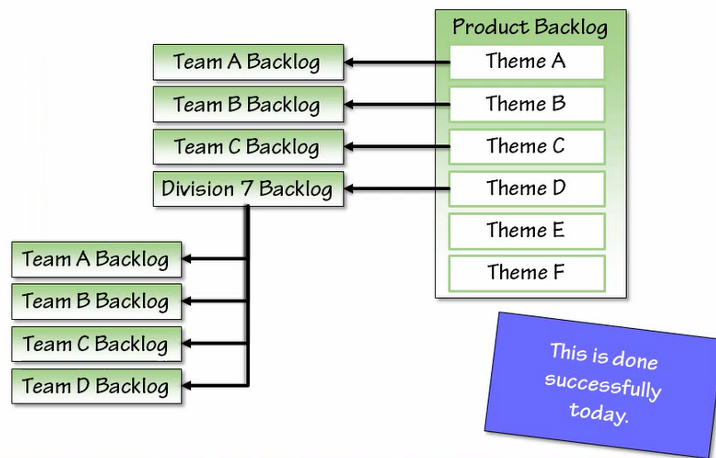 Product Backlog
Team A Backlog
Theme A
Team B Backlog
Theme B
Team C Backlog
Theme C
Division 7 Backlog
Theme D
Theme E
Theme F
Team A Backlog
Team B Backlog
Team C Backlog
Team D Backlog
This is done
successfully
today.